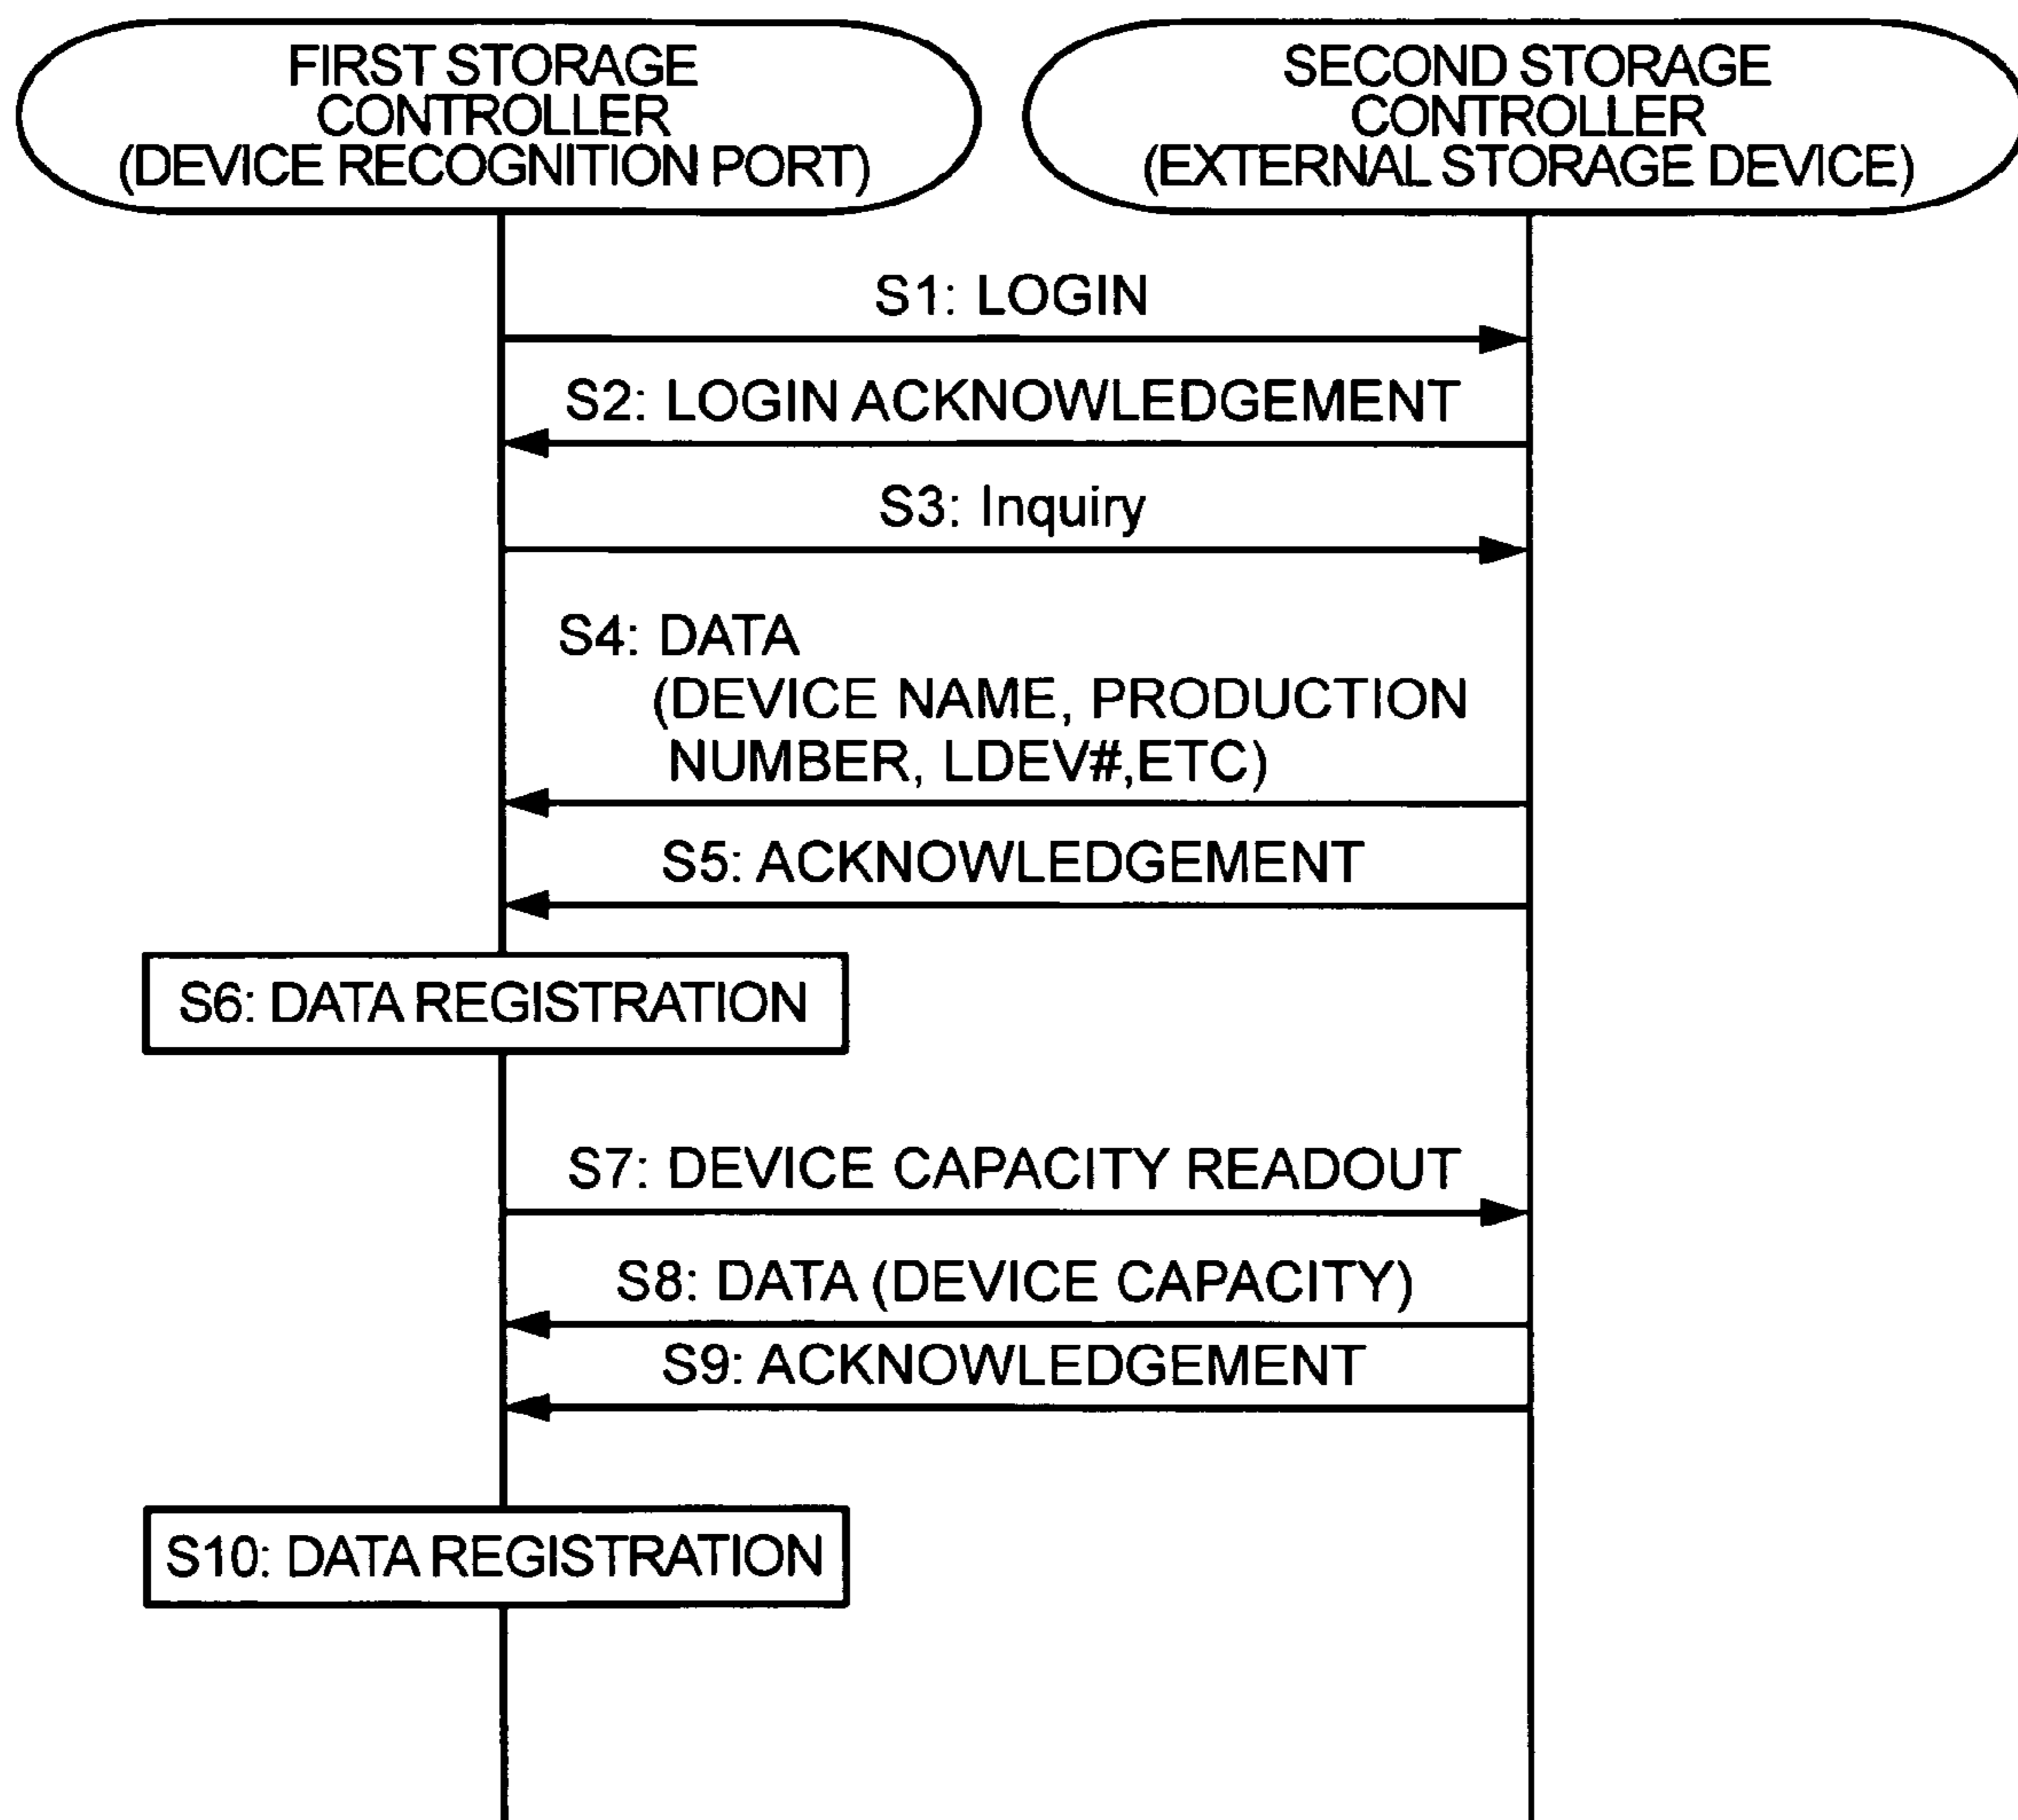 FIRST STORAGE
CONTROLLER
(DEVICE RECOGNITION PORT)
SECOND STORAGE
CONTROLLER
(EXTERNAL STORAGE DEVICE)
S1: LOGIN
S2: LOGIN ACKNOWLEDGEMENT
S3: Inquiry
S4: DATA
(DEVICE NAME, PRODUCTION
NUMBER, LDEV#,ETC)
S5: ACKNOWLEDGEMENT
S6: DATA REGISTRATION
S7: DEVICE CAPACITY READOUT
S8: DATA (DEVICE CAPACITY)
S9: ACKNOWLEDGEMENT
S10: DATA REGISTRATION